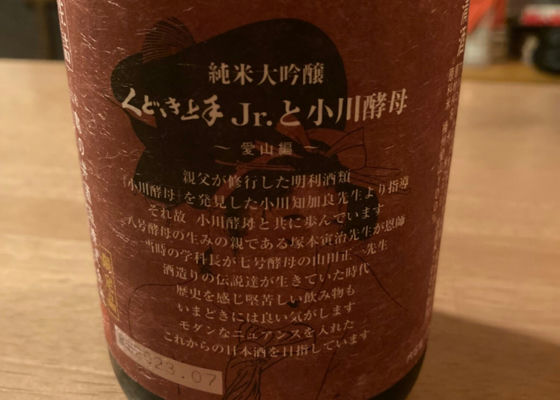 純米大吟醸
くどき上手 Jr.と小川酵母
～愛山編～
親父が修行した明利酒類
「小川酵母」を発見した小川知加良先生より指導
それ故 小川酵母と共に歩んでいます
八号酵母の生みの親である塚本寅治先生が恩師
当時の学科長が七号酵母の山田正一先生
酒造りの伝説達が生きていた時代
歴史を感じ堅苦しい飲み物も
いまどきには良い気がします
モダンなニュアンスを入れた
これからの日本酒を目指しています
2023.07